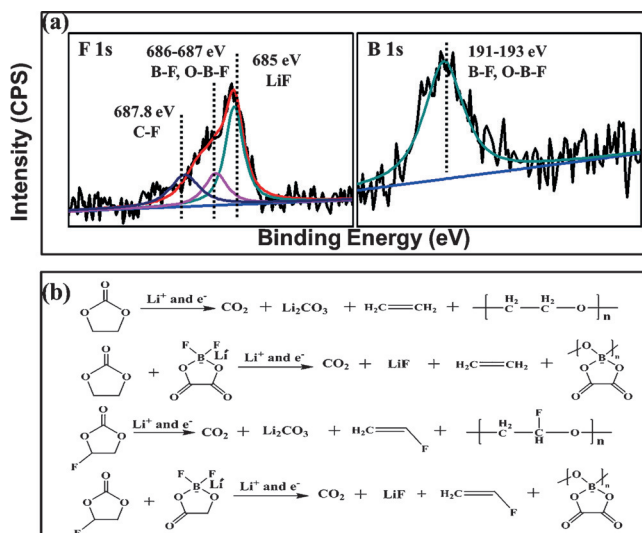 (a)
F 1s
686-687 eV
B-F, O-B-F
685 eV
LiF
687.8 eV
C-F
B 1s
191-193 eV
B-F, O-B-F
Intensity (CPS)
Binding Energy (eV)
(b)
O O O Li⁺ and e⁻ CO₂ + Li₂CO₃ + H₂C CH₂ + H₂ C H₂ C O n
O O O + F F B Li O O O O Li⁺ and e⁻ CO₂ + LiF + H₂C CH₂ + O B n O O O O
O O O F Li⁺ and e⁻ CO₂ + Li₂CO₃ + H₂C F + C H₂ F C H O n
O O O F + F F B Li O O O Li⁺ and e⁻ CO₂ + LiF + H₂C F + O B n O O O O